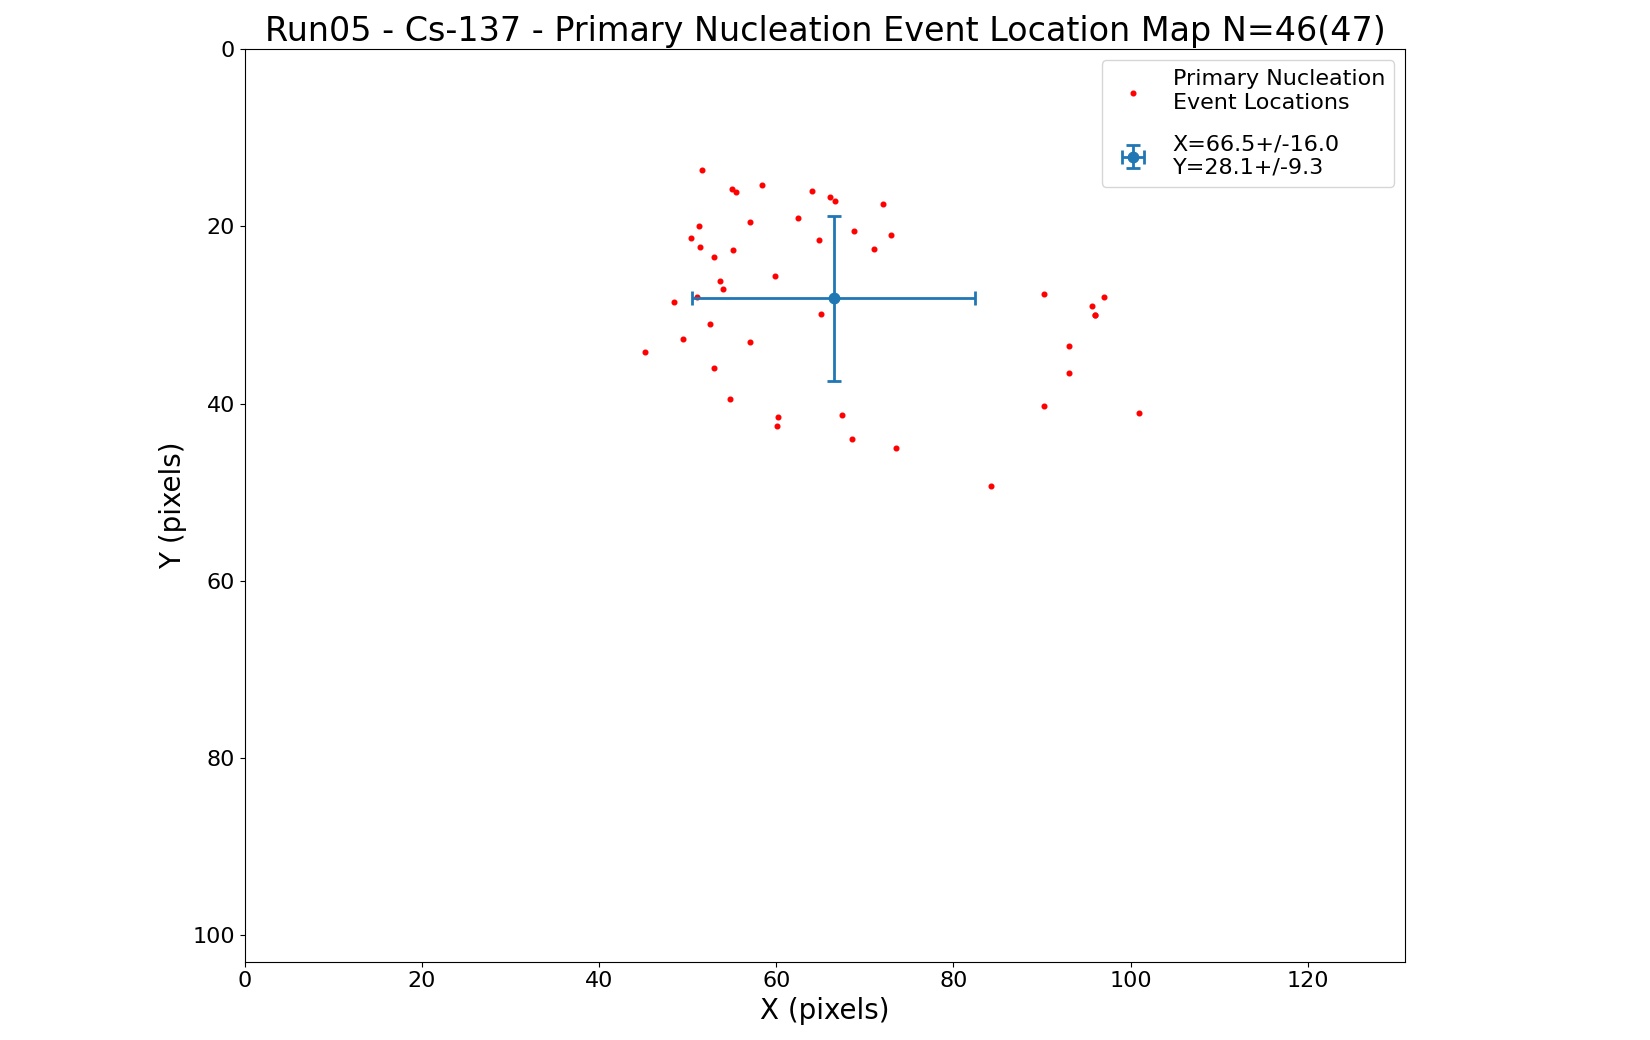 Run05 - Cs-137 - Primary Nucleation Event Location Map N=46(47)
Primary Nucleation
Event Locations
X=66.5+/-16.0
Y=28.1+/-9.3
0
20
40
60
80
100
Y (pixels)
0 20 40 60 80 100 120
X (pixels)